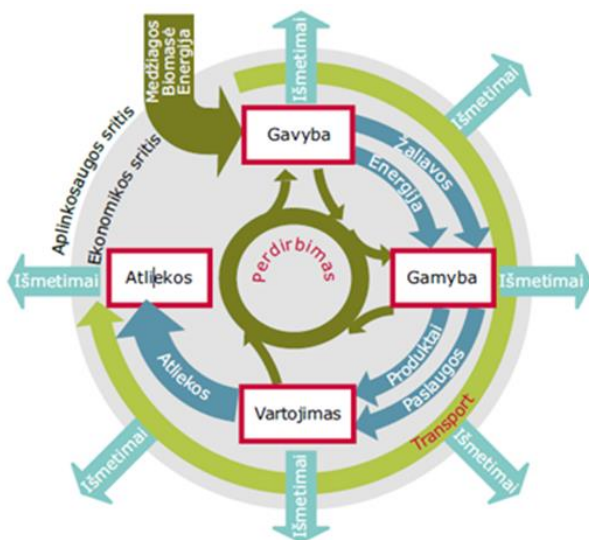 Medžiagos
Biomasė
Energija
Išmetimai
Išmetimai
Aplinkosaugos sritis
Ekonomikos sritis
Gavyba
Žaliavos
Energija
Perdirbimas
Išmetimai
Atliekos
Gamyba
Išmetimai
Atliekos
Produktai
Paslaugos
Vartojimas
Transport
Išmetimai
Išmetimai
Išmetimai